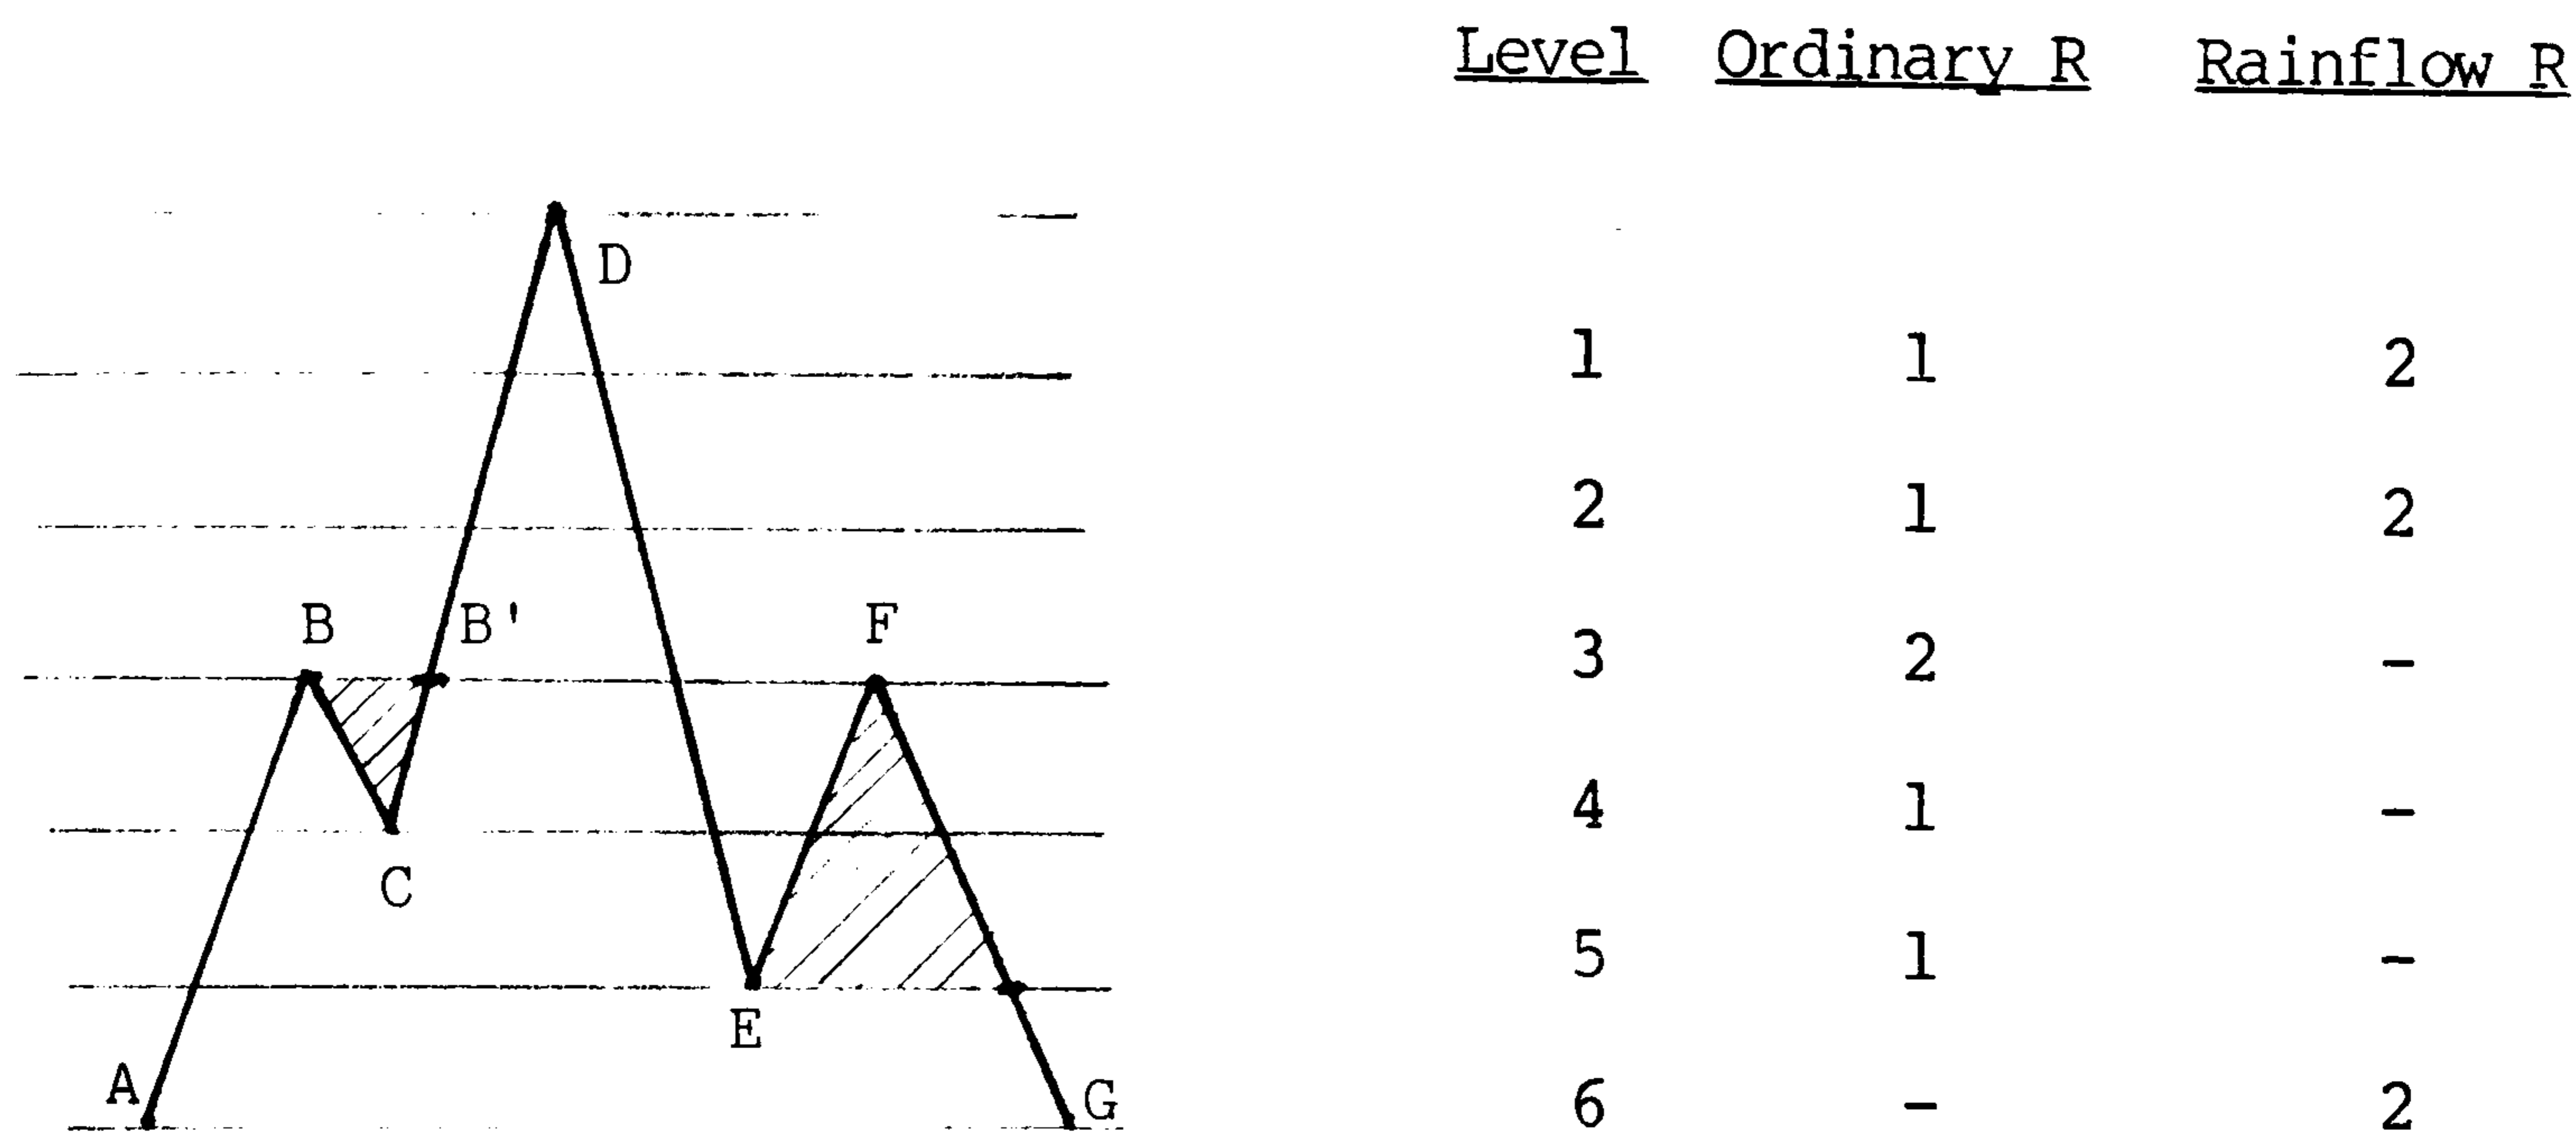 Level Ordinary R Rainflow R
D
1 1 2
2 1 2
B B' F
3 2 -
4 1 -
C
5 1 -
E
A G
6 - 2